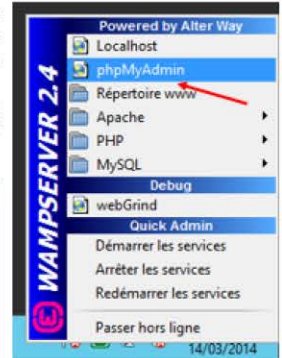 Powered by Alter Way
Localhost
phpMyAdmin
Répertoire www
Apache
PHP
MySQL
Debug
webGrind
Quick Admin
Démarrer les services
Arrêter les services
Redémarrer les services
Passer hors ligne
WAMPSERVER 2.4
14/03/2014